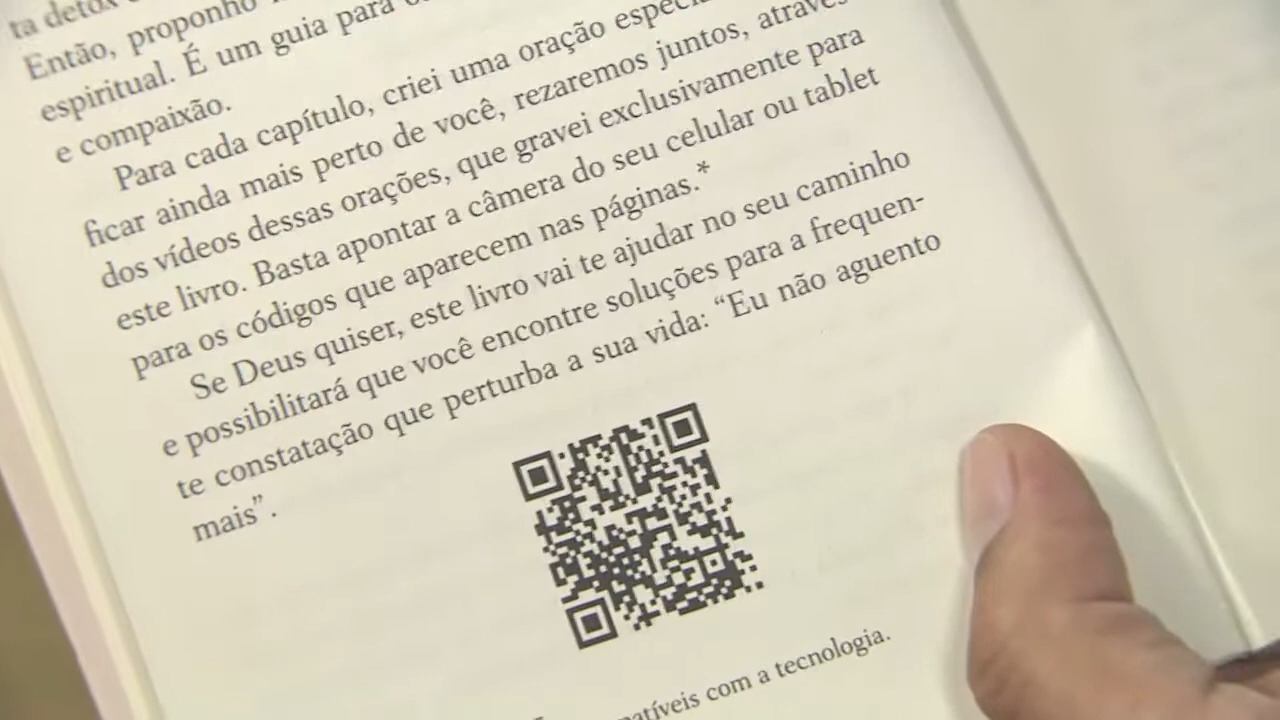 ta detox
Então, proponho
espiritual. É um guia para
e compaixão.
Para cada capítulo, criei uma oração
ficar ainda mais perto de você, rezaremos juntos, através
dos vídeos dessas orações, que gravei exclusivamente para
este livro. Basta apontar a câmera do seu celular ou tablet
para os códigos que aparecem nas páginas.*
Se Deus quiser, este livro vai te ajudar no seu caminho
e possibilitará que você encontre soluções para a frequen-
te constatação que perturba a sua vida: “Eu não aguento
mais”.
com a tecnologia.